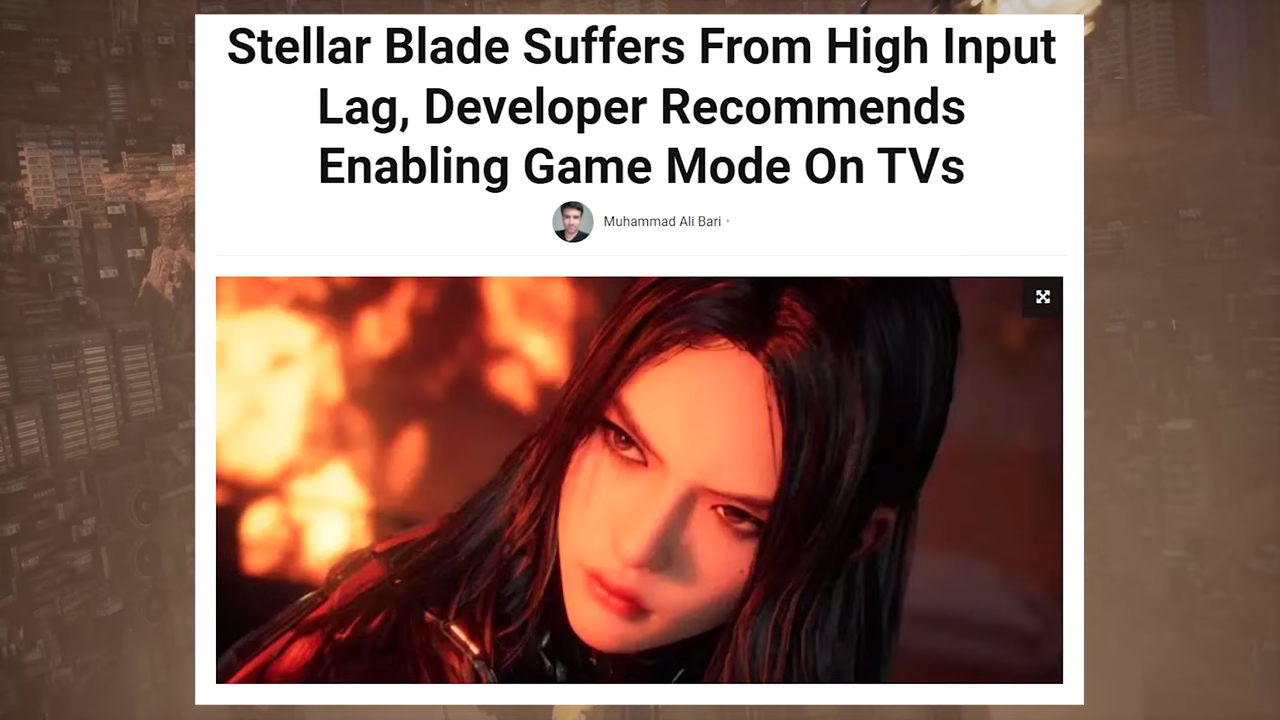 Stellar Blade Suffers From High Input
Lag, Developer Recommends
Enabling Game Mode On TVs
Muhammad Ali Bari